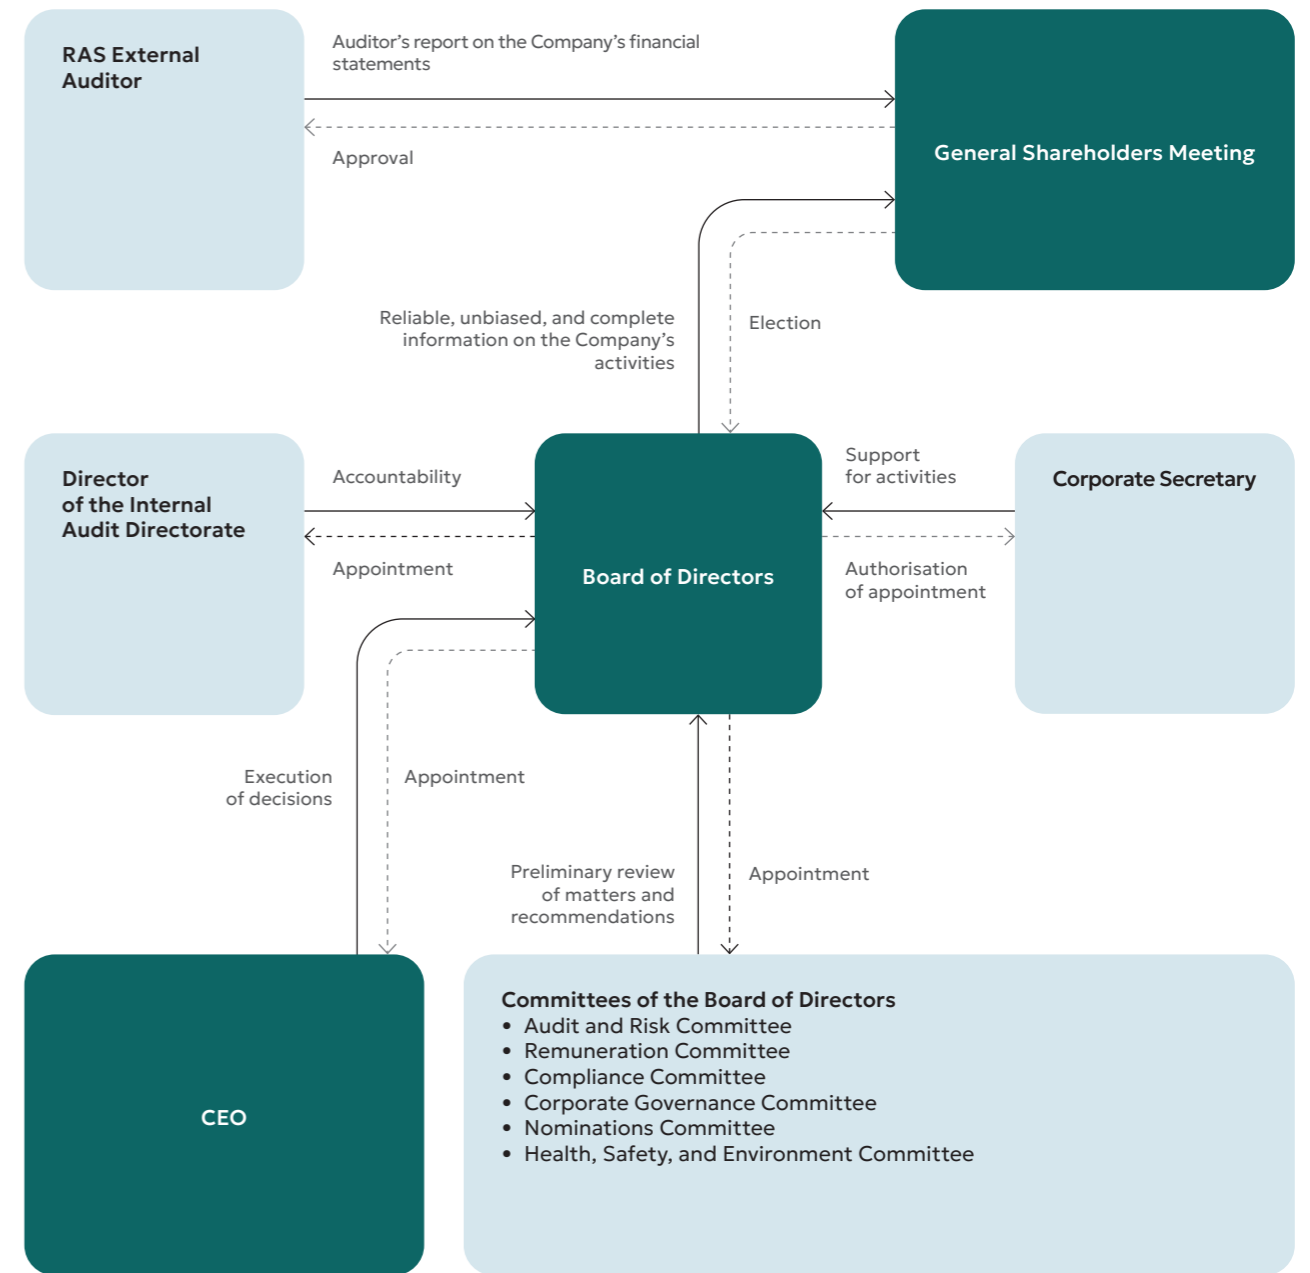 RAS External
Auditor
Auditor's report on the Company's financial
statements
Approval
General Shareholders Meeting
Reliable, unbiased, and complete
information on the Company's
activities
Election
Director
of the Internal
Audit Directorate
Accountability
Appointment
Board of Directors
Support
for activities
Authorisation
of appointment
Corporate Secretary
Execution
of decisions
Appointment
Preliminary review
of matters and
recommendations
Appointment
CEO
Committees of the Board of Directors
• Audit and Risk Committee
• Remuneration Committee
• Compliance Committee
• Corporate Governance Committee
• Nominations Committee
• Health, Safety, and Environment Committee